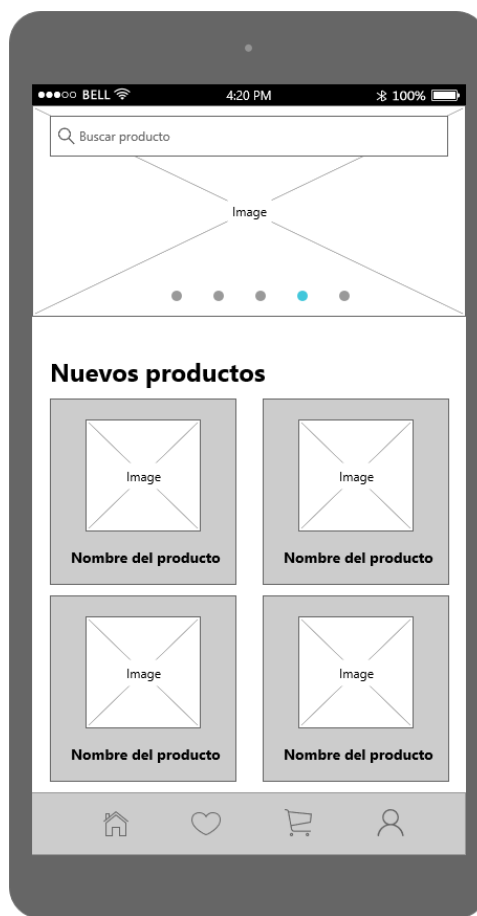 BELL 4:20 PM 100%
Buscar producto
Image
Nuevos productos
Image Image
Nombre del producto Nombre del producto
Image Image
Nombre del producto Nombre del producto